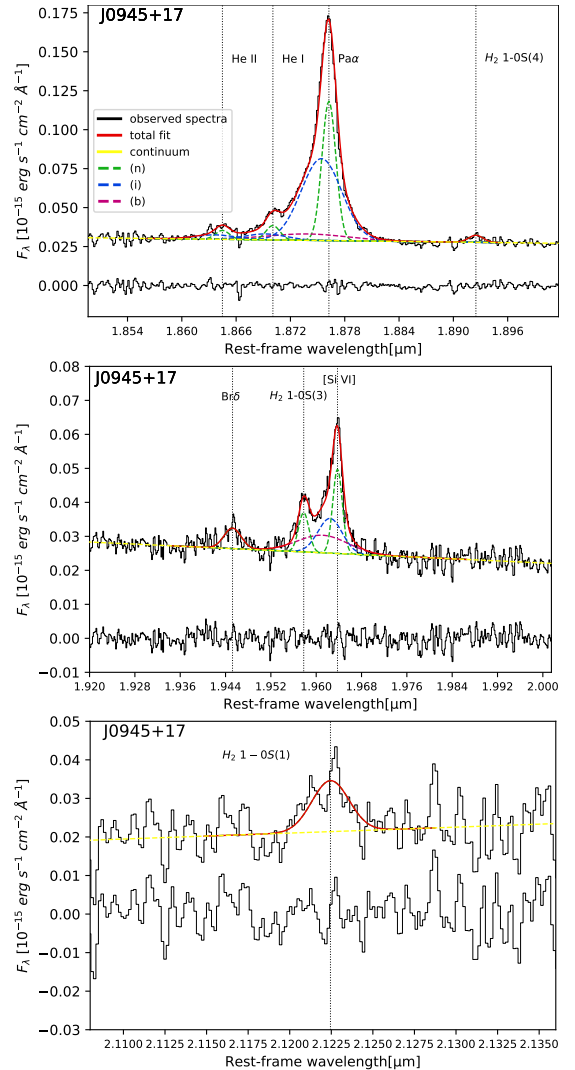 J0945+17
0.175
0.150
0.125
0.100
0.075
0.050
0.025
0.000
He II
He I
Paα
H₂ 1-0S(4)
observed spectra
total fit
continuum
(n)
(i)
(b)
F_λ [10⁻¹⁵ erg s⁻¹ cm⁻² Å⁻¹]
1.854 1.860 1.866 1.872 1.878 1.884 1.890 1.896
Rest-frame wavelength[μm]
J0945+17
0.08
0.07
0.06
0.05
0.04
0.03
0.02
0.01
0.00
−0.01
[Si VI]
Brδ
H₂ 1-0S(3)
F_λ [10⁻¹⁵ erg s⁻¹ cm⁻² Å⁻¹]
1.920 1.928 1.936 1.944 1.952 1.960 1.968 1.976 1.984 1.992 2.000
Rest-frame wavelength[μm]
J0945+17
0.05
0.04
0.03
0.02
0.01
0.00
−0.01
−0.02
−0.03
H₂ 1−0S(1)
F_λ [10⁻¹⁵ erg s⁻¹ cm⁻² Å⁻¹]
2.1100 2.1125 2.1150 2.1175 2.1200 2.1225 2.1250 2.1275 2.1300 2.1325 2.1350
Rest-frame wavelength[μm]